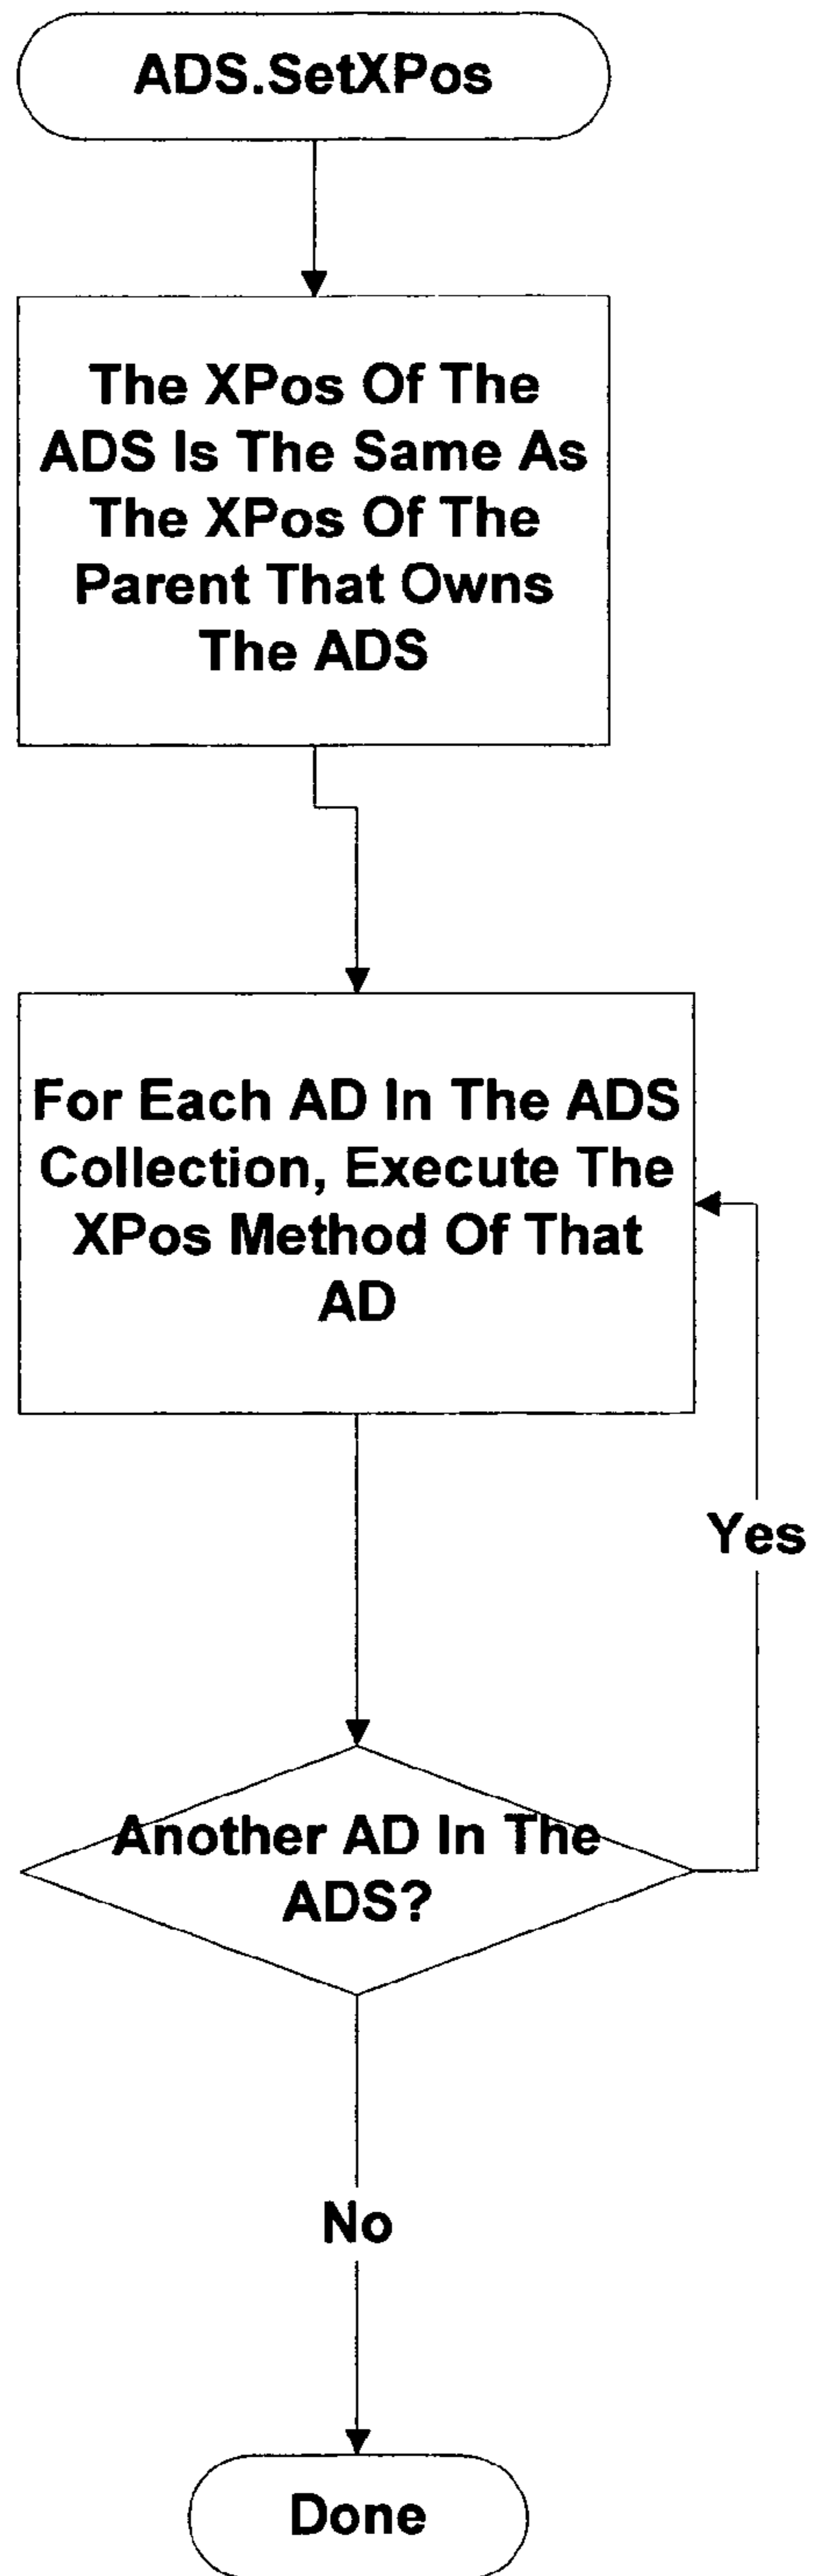 ADS.SetXPos
The XPos Of The
ADS Is The Same As
The XPos Of The
Parent That Owns
The ADS
For Each AD In The ADS
Collection, Execute The
XPos Method Of That
AD
Yes
Another AD In The
ADS?
No
Done